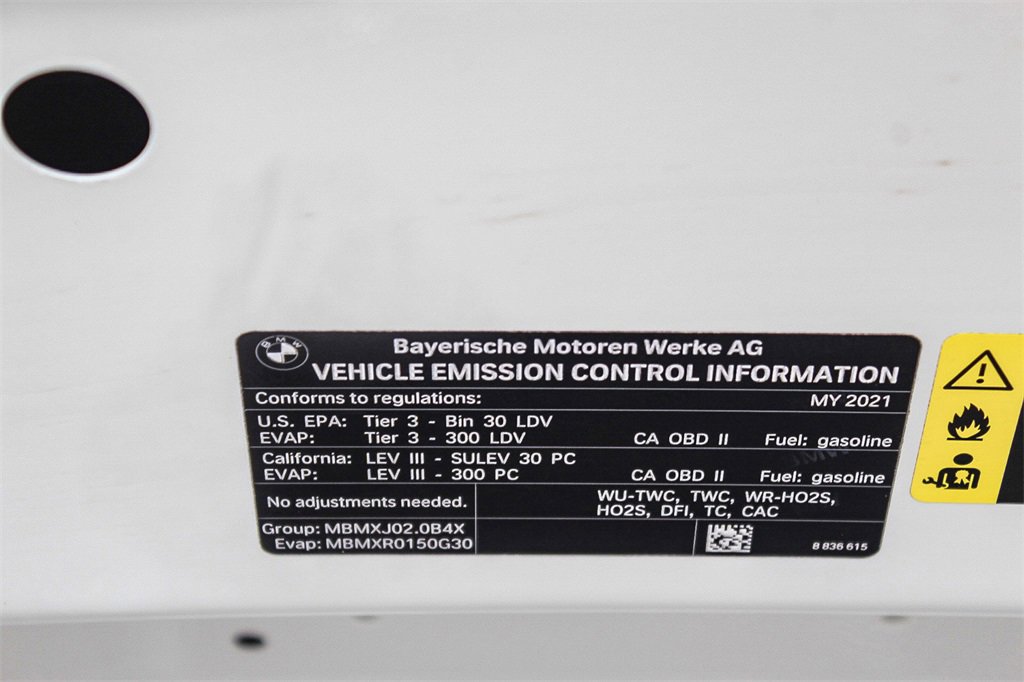 BMW
Bayerische Motoren Werke AG
VEHICLE EMISSION CONTROL INFORMATION
Conforms to regulations: MY 2021
U.S. EPA: Tier 3 - Bin 30 LDV
EVAP: Tier 3 - 300 LDV CA OBD II Fuel: gasoline
California: LEV III - SULEV 30 PC
EVAP: LEV III - 300 PC CA OBD II Fuel: gasoline
No adjustments needed.
WU-TWC, TWC, WR-HO2S,
HO2S, DFI, TC, CAC
Group: MBMXJ02.0B4X
Evap: MBMXR0150G30
8 836 615